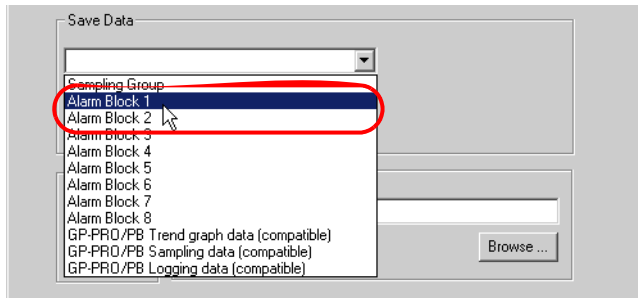 Save Data
Sampling Group
Alarm Block 1
Alarm Block 2
Alarm Block 3
Alarm Block 4
Alarm Block 5
Alarm Block 6
Alarm Block 7
Alarm Block 8
GP-PRO/PB Trend graph data (compatible)
GP-PRO/PB Sampling data (compatible)
GP-PRO/PB Logging data (compatible)
Browse ...